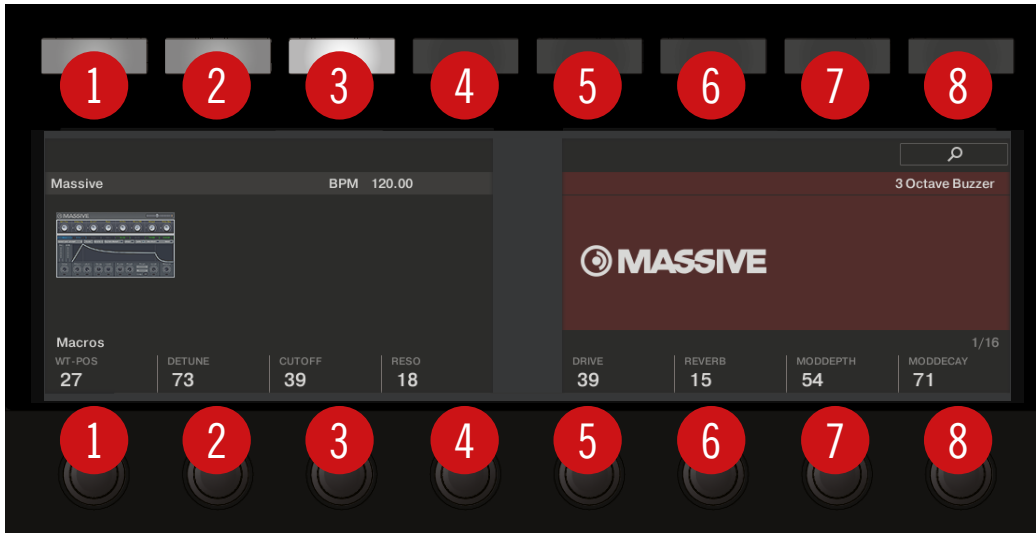 1 2 3 4 5 6 7 8
Massive BPM 120.00
3 Octave Buzzer
MASSIVE
MASSIVE
Macros
1/16
WT-POS DETUNE CUTOFF RESO DRIVE REVERB MODDEPTH MODDECAY
27 73 39 18 39 15 54 71
1 2 3 4 5 6 7 8